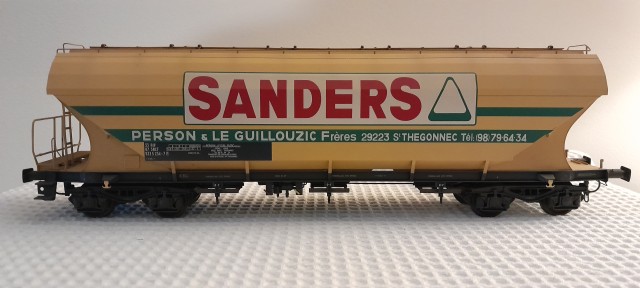 SANDERS
PERSON & LE GUILLOUZIC Frères 29223 St THEGONNEC Tél: (98) 79-64-34